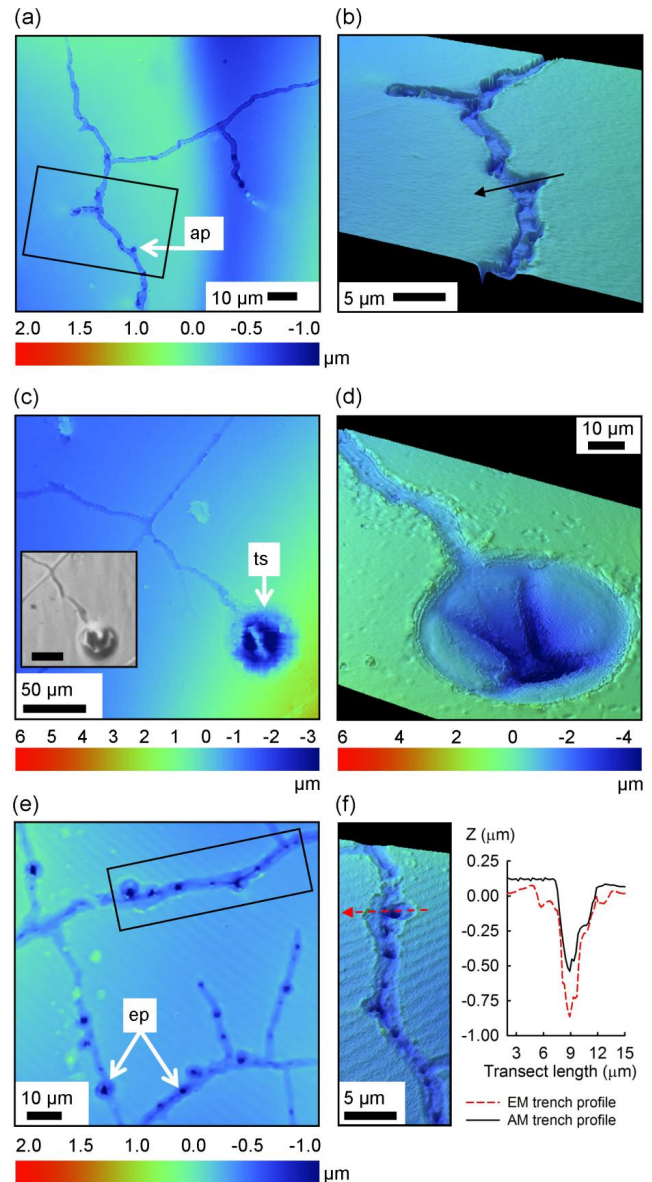 (a)
(b)
ap
10 µm
5 µm
2.0 1.5 1.0 0.0 -0.5 -1.0
µm
(c)
(d)
10 µm
ts
50 µm
6 5 4 3 2 1 0 -1 -2 -3
µm
6 4 2 0 -2 -4
µm
(e)
(f)
Z (µm)
0.25
0.00
-0.25
-0.50
-0.75
-1.00
3 6 9 12 15
Transect length (µm)
ep
10 µm
5 µm
EM trench profile
AM trench profile
2.0 1.5 1.0 0.0 -0.5 -1.0
µm